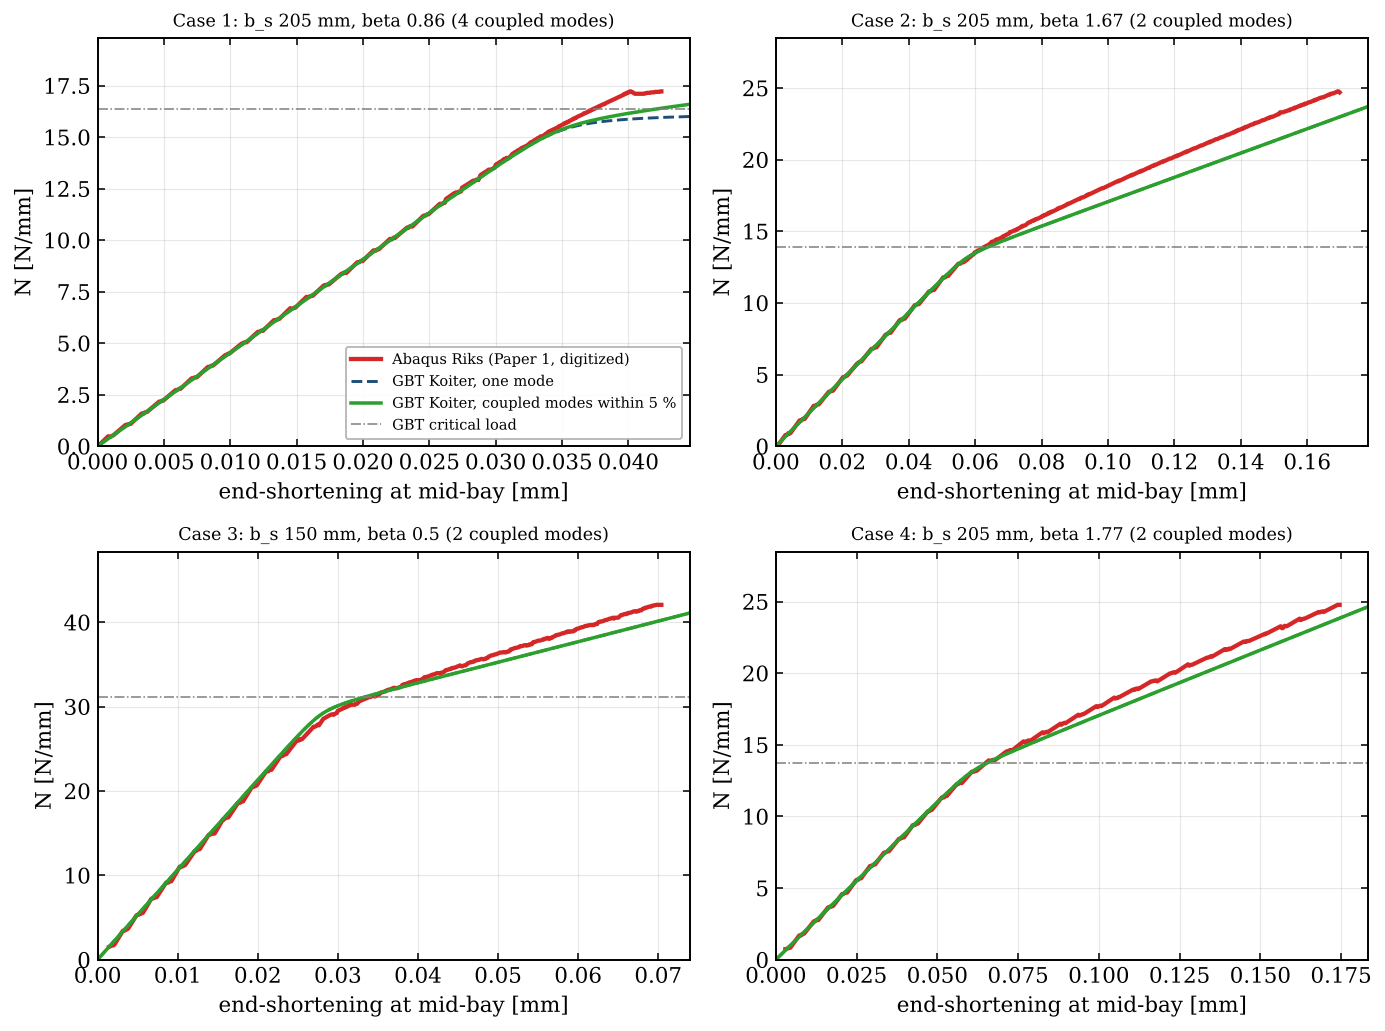 Case 1: b_s 205 mm, beta 0.86 (4 coupled modes)
17.5
15.0
12.5
10.0
7.5
5.0
2.5
0.0
N [N/mm]
Abaqus Riks (Paper 1, digitized)
GBT Koiter, one mode
GBT Koiter, coupled modes within 5 %
GBT critical load
0.000 0.005 0.010 0.015 0.020 0.025 0.030 0.035 0.040
end-shortening at mid-bay [mm]
Case 2: b_s 205 mm, beta 1.67 (2 coupled modes)
25
20
15
10
5
0
N [N/mm]
0.00 0.02 0.04 0.06 0.08 0.10 0.12 0.14 0.16
end-shortening at mid-bay [mm]
Case 3: b_s 150 mm, beta 0.5 (2 coupled modes)
40
30
20
10
0
N [N/mm]
0.00 0.01 0.02 0.03 0.04 0.05 0.06 0.07
end-shortening at mid-bay [mm]
Case 4: b_s 205 mm, beta 1.77 (2 coupled modes)
25
20
15
10
5
0
N [N/mm]
0.000 0.025 0.050 0.075 0.100 0.125 0.150 0.175
end-shortening at mid-bay [mm]